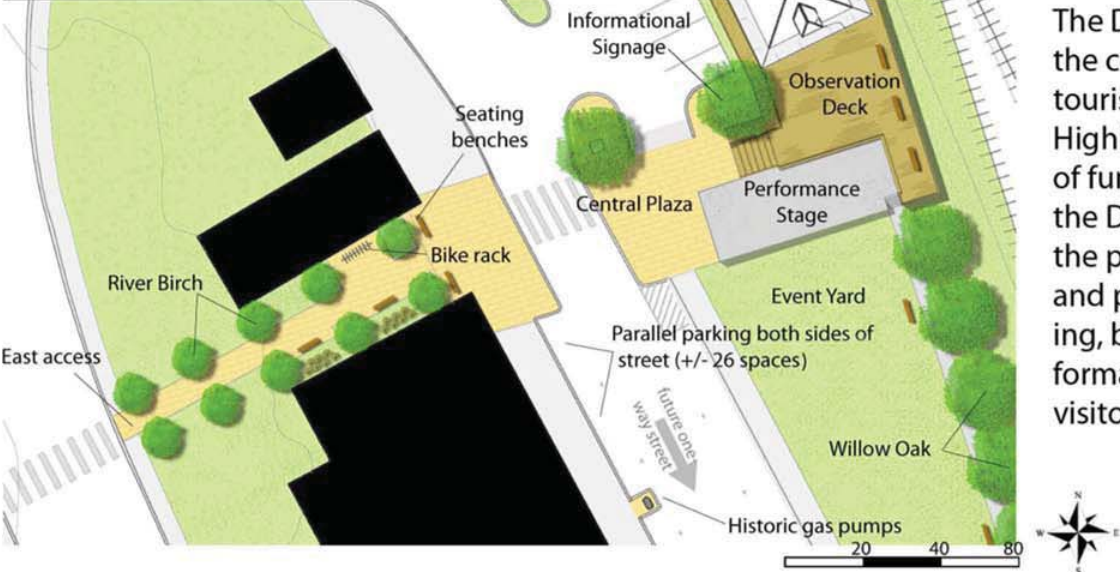 Informational
Signage
Observation
Deck
Seating
benches
Central Plaza
Performance
Stage
Bike rack
River Birch
Event Yard
East access
Parallel parking both sides of
street (+/- 26 spaces)
future one
way street
Willow Oak
Historic gas pumps
20 40 80
N
W E
S
The
the
touris
High
of fu
the D
the p
and
ing,
forma
visito